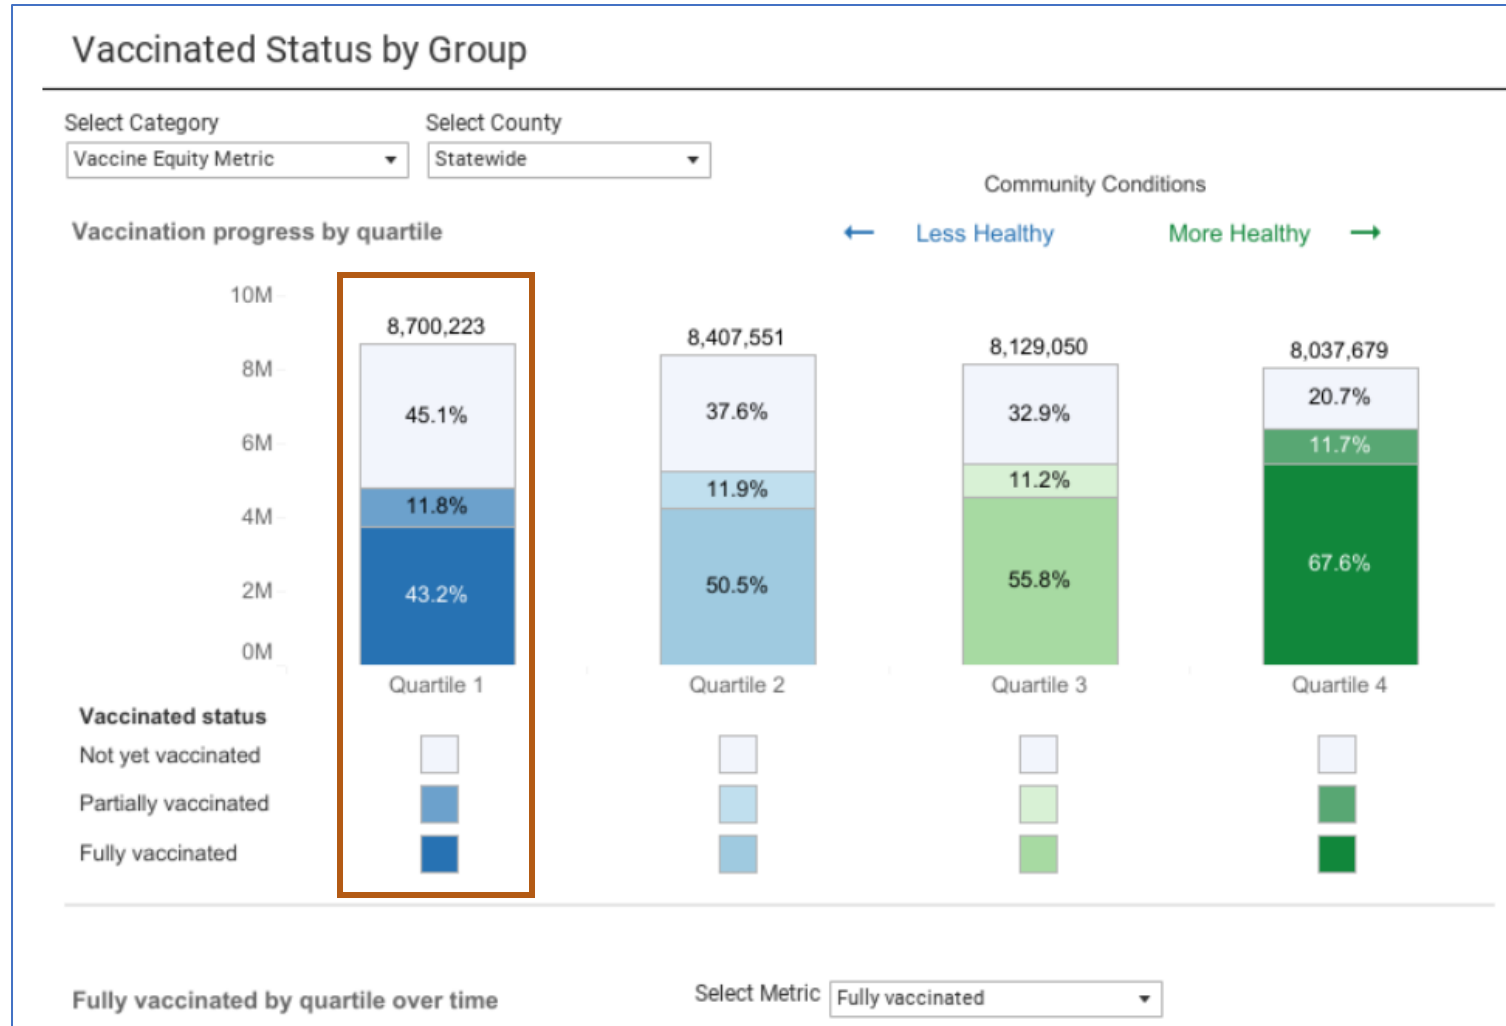 Vaccinated Status by Group
Select Category
Select County
Vaccine Equity Metric
Statewide
Community Conditions
Vaccination progress by quartile
← Less Healthy
More Healthy →
10M
8M
6M
4M
2M
0M
8,700,223
45.1%
11.8%
43.2%
Quartile 1
8,407,551
37.6%
11.9%
50.5%
Quartile 2
8,129,050
32.9%
11.2%
55.8%
Quartile 3
8,037,679
20.7%
11.7%
67.6%
Quartile 4
Vaccinated status
Not yet vaccinated
Partially vaccinated
Fully vaccinated
Fully vaccinated by quartile over time
Select Metric
Fully vaccinated